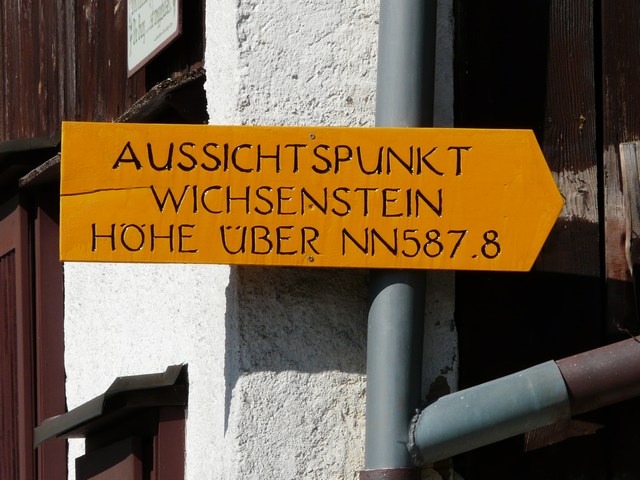 AUSSICHTSPUNKT
WICHSENSTEIN
HÖHE ÜBER NN587.8